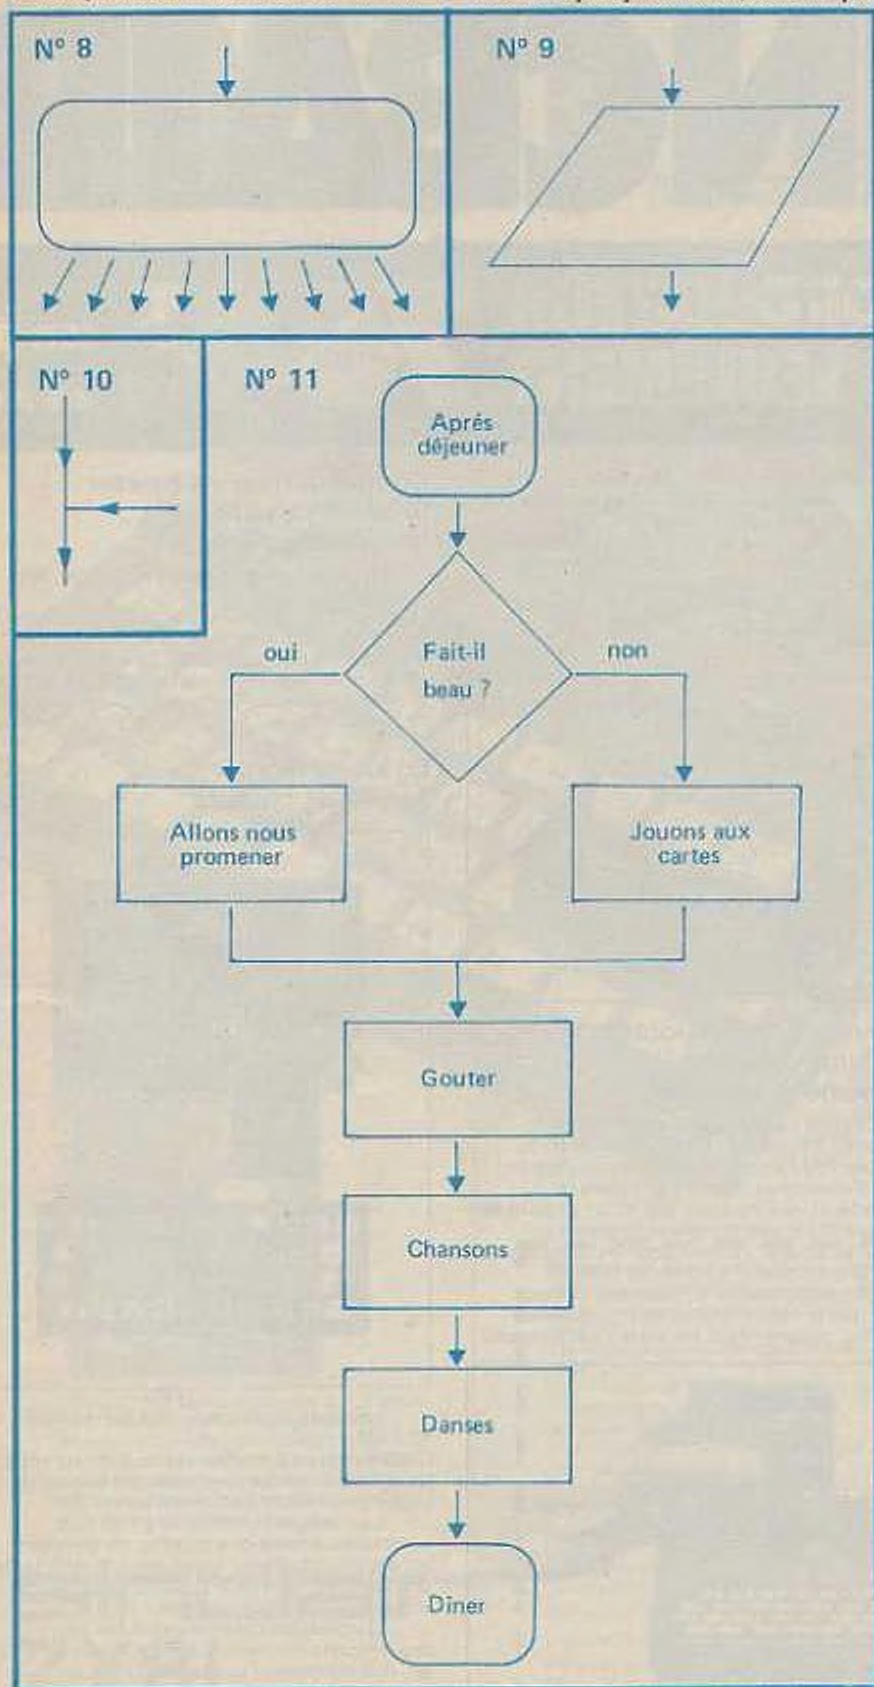 N° 8
N° 9
N° 10
N° 11
Aprés
déjeuner
Fait-il
beau ?
oui
non
Allons nous
promener
Jouons aux
cartes
Gouter
Chansons
Danses
Dîner